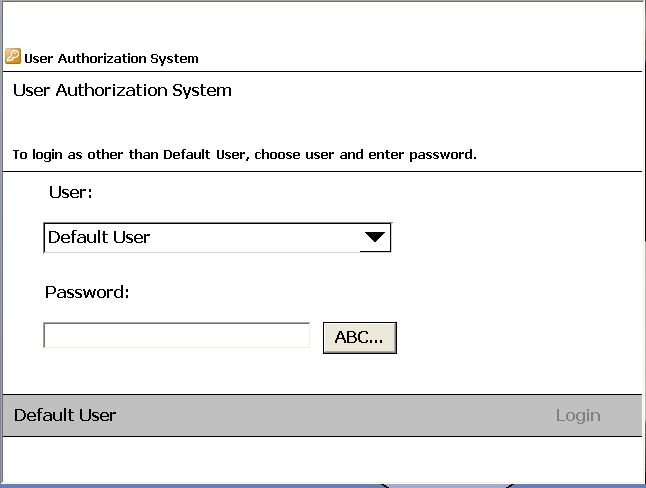 User Authorization System
User Authorization System
To login as other than Default User, choose user and enter password.
User:
Default User
Password:
ABC...
Default User Login